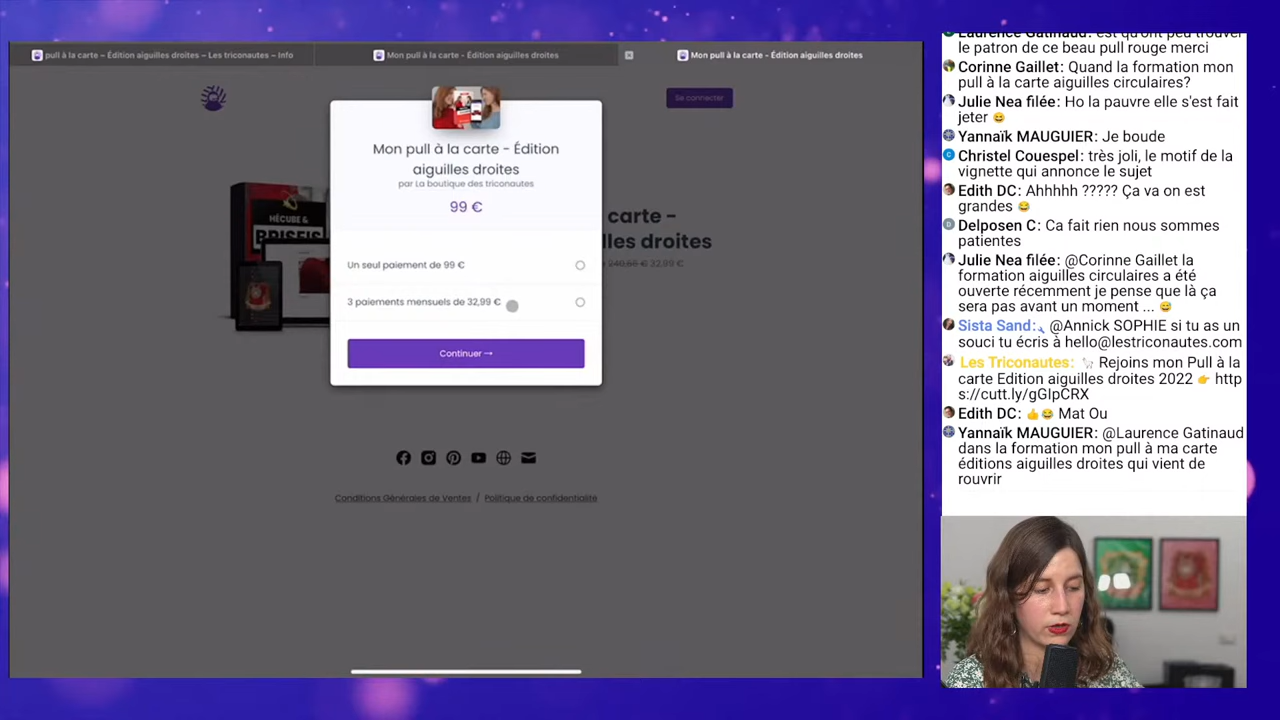 pull à la carte – Édition aiguilles droites – Les triconautes – Info
Mon pull à la carte - Édition aiguilles droites
Mon pull à la carte - Édition aiguilles droites
Se connecter
HÉCUBE &
BRISÉIS
carte -
lles droites
240,65 € 32,99 €
Mon pull à la carte - Édition
aiguilles droites
par La boutique des triconautes
99 €
Un seul paiement de 99 €
3 paiements mensuels de 32,99 €
Continuer →
Conditions Générales de Ventes / Politique de confidentialité
le patron de ce beau pull rouge merci
Corinne Gaillet: Quand la formation mon
pull à la carte aiguilles circulaires?
Julie Nea filée: Ho la pauvre elle s'est fait
jeter 😄
Yannaïk MAUGUIER: Je boude
Christel Couespel: très joli, le motif de la
vignette qui annonce le sujet
Edith DC: Ahhhhh ????? Ça va on est
grandes 😂
Delposen C: Ca fait rien nous sommes
patientes
Julie Nea filée: @Corinne Gaillet la
formation aiguilles circulaires a été
ouverte récemment je pense que là ça
sera pas avant un moment ... 😅
Sista Sand: @Annick SOPHIE si tu as un
souci tu écris à hello@lestriconautes.com
Les Triconautes: 🦙 Rejoins mon Pull à la
carte Edition aiguilles droites 2022 👉 http
s://cutt.ly/gGlpCRX
Edith DC: 👍😂 Mat Ou
Yannaïk MAUGUIER: @Laurence Gatinaud
dans la formation mon pull à ma carte
éditions aiguilles droites qui vient de
rouvrir